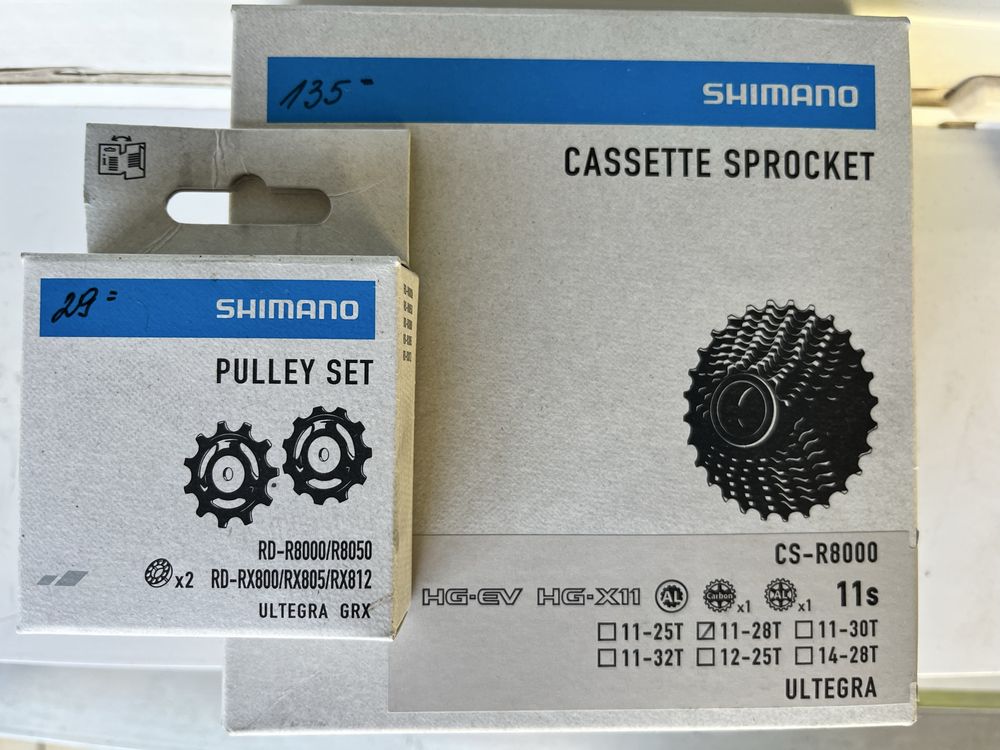 29=
SHIMANO
PULLEY SET
RD-R8000/R8050
x2 RD-RX800/RX805/RX812
ULTEGRA GRX
135=
SHIMANO
CASSETTE SPROCKET
CS-R8000
HG-EV HG-X11 AL Carbon x1 AL x1 11s
11-25T 11-28T 11-30T
11-32T 12-25T 14-28T
ULTEGRA